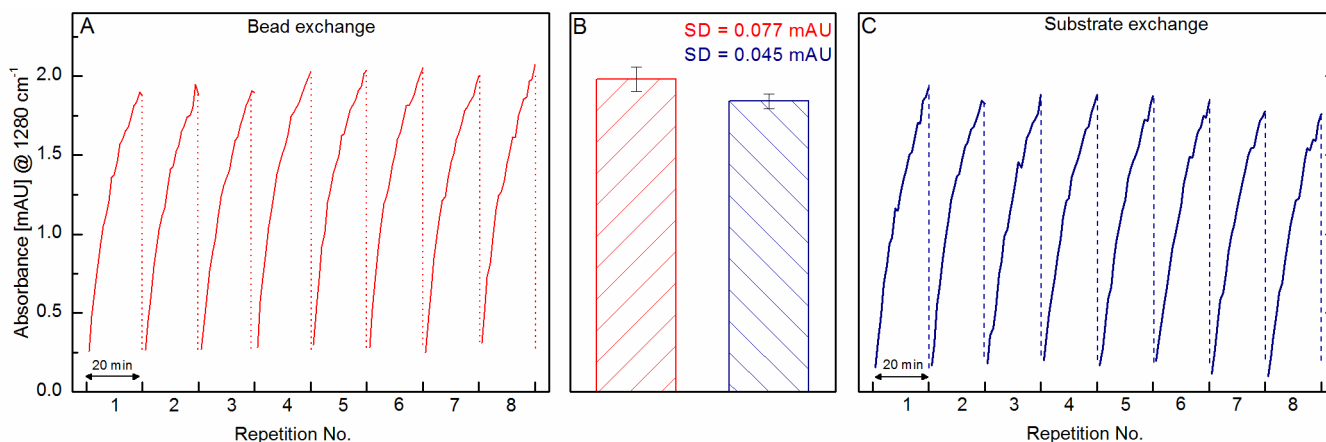 A
Bead exchange
Absorbance [mAU] @ 1280 cm-1
2.0
1.5
1.0
0.5
0.0
20 min
1 2 3 4 5 6 7 8
Repetition No.
B
SD = 0.077 mAU
SD = 0.045 mAU
C
Substrate exchange
20 min
1 2 3 4 5 6 7 8
Repetition No.